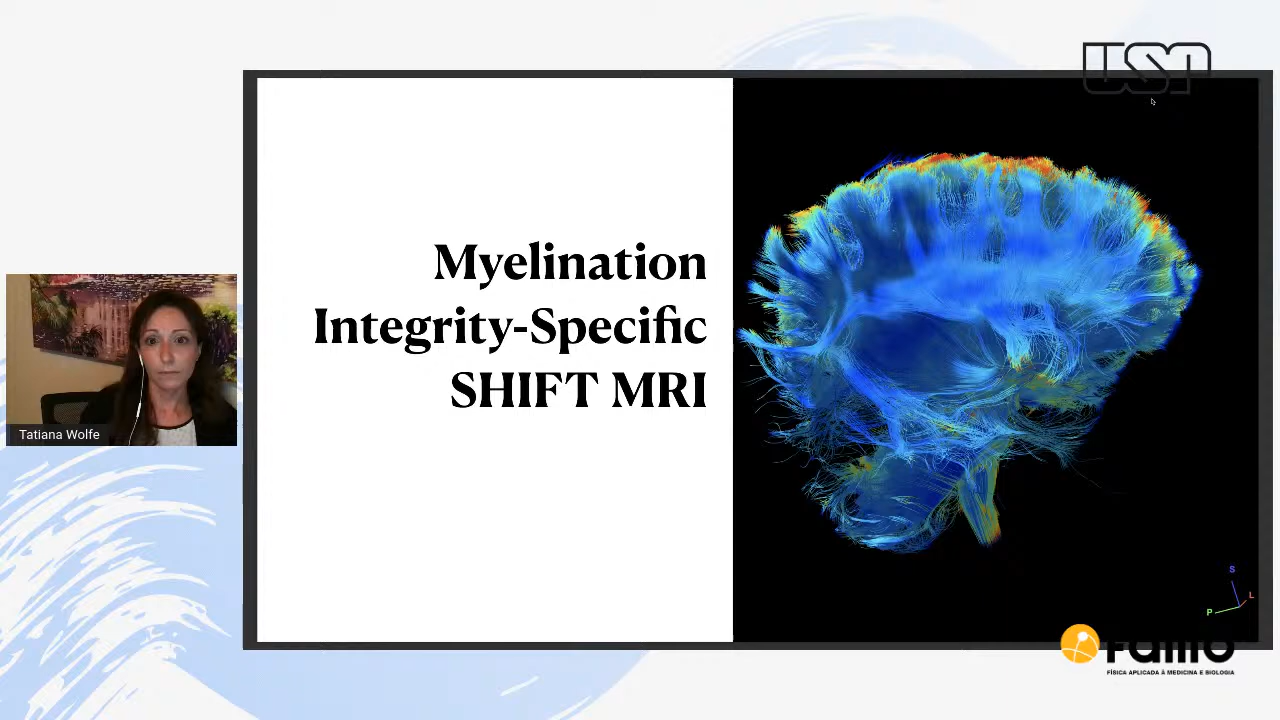 USP
Myelination
Integrity-Specific
SHIFT MRI
Tatiana Wolfe
S
L
P
FÍSICA APLICADA À MEDICINA E BIOLOGIA